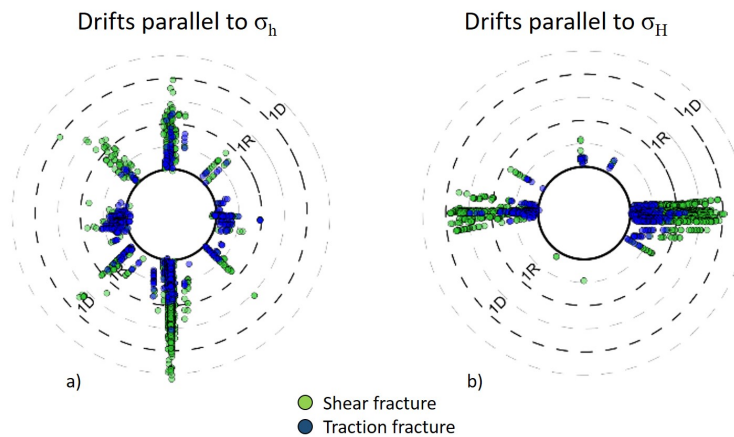 Drifts parallel to σh
Drifts parallel to σH
1D
1R
1R
1D
1D
1R
1R
1D
a)
b)
Shear fracture
Traction fracture